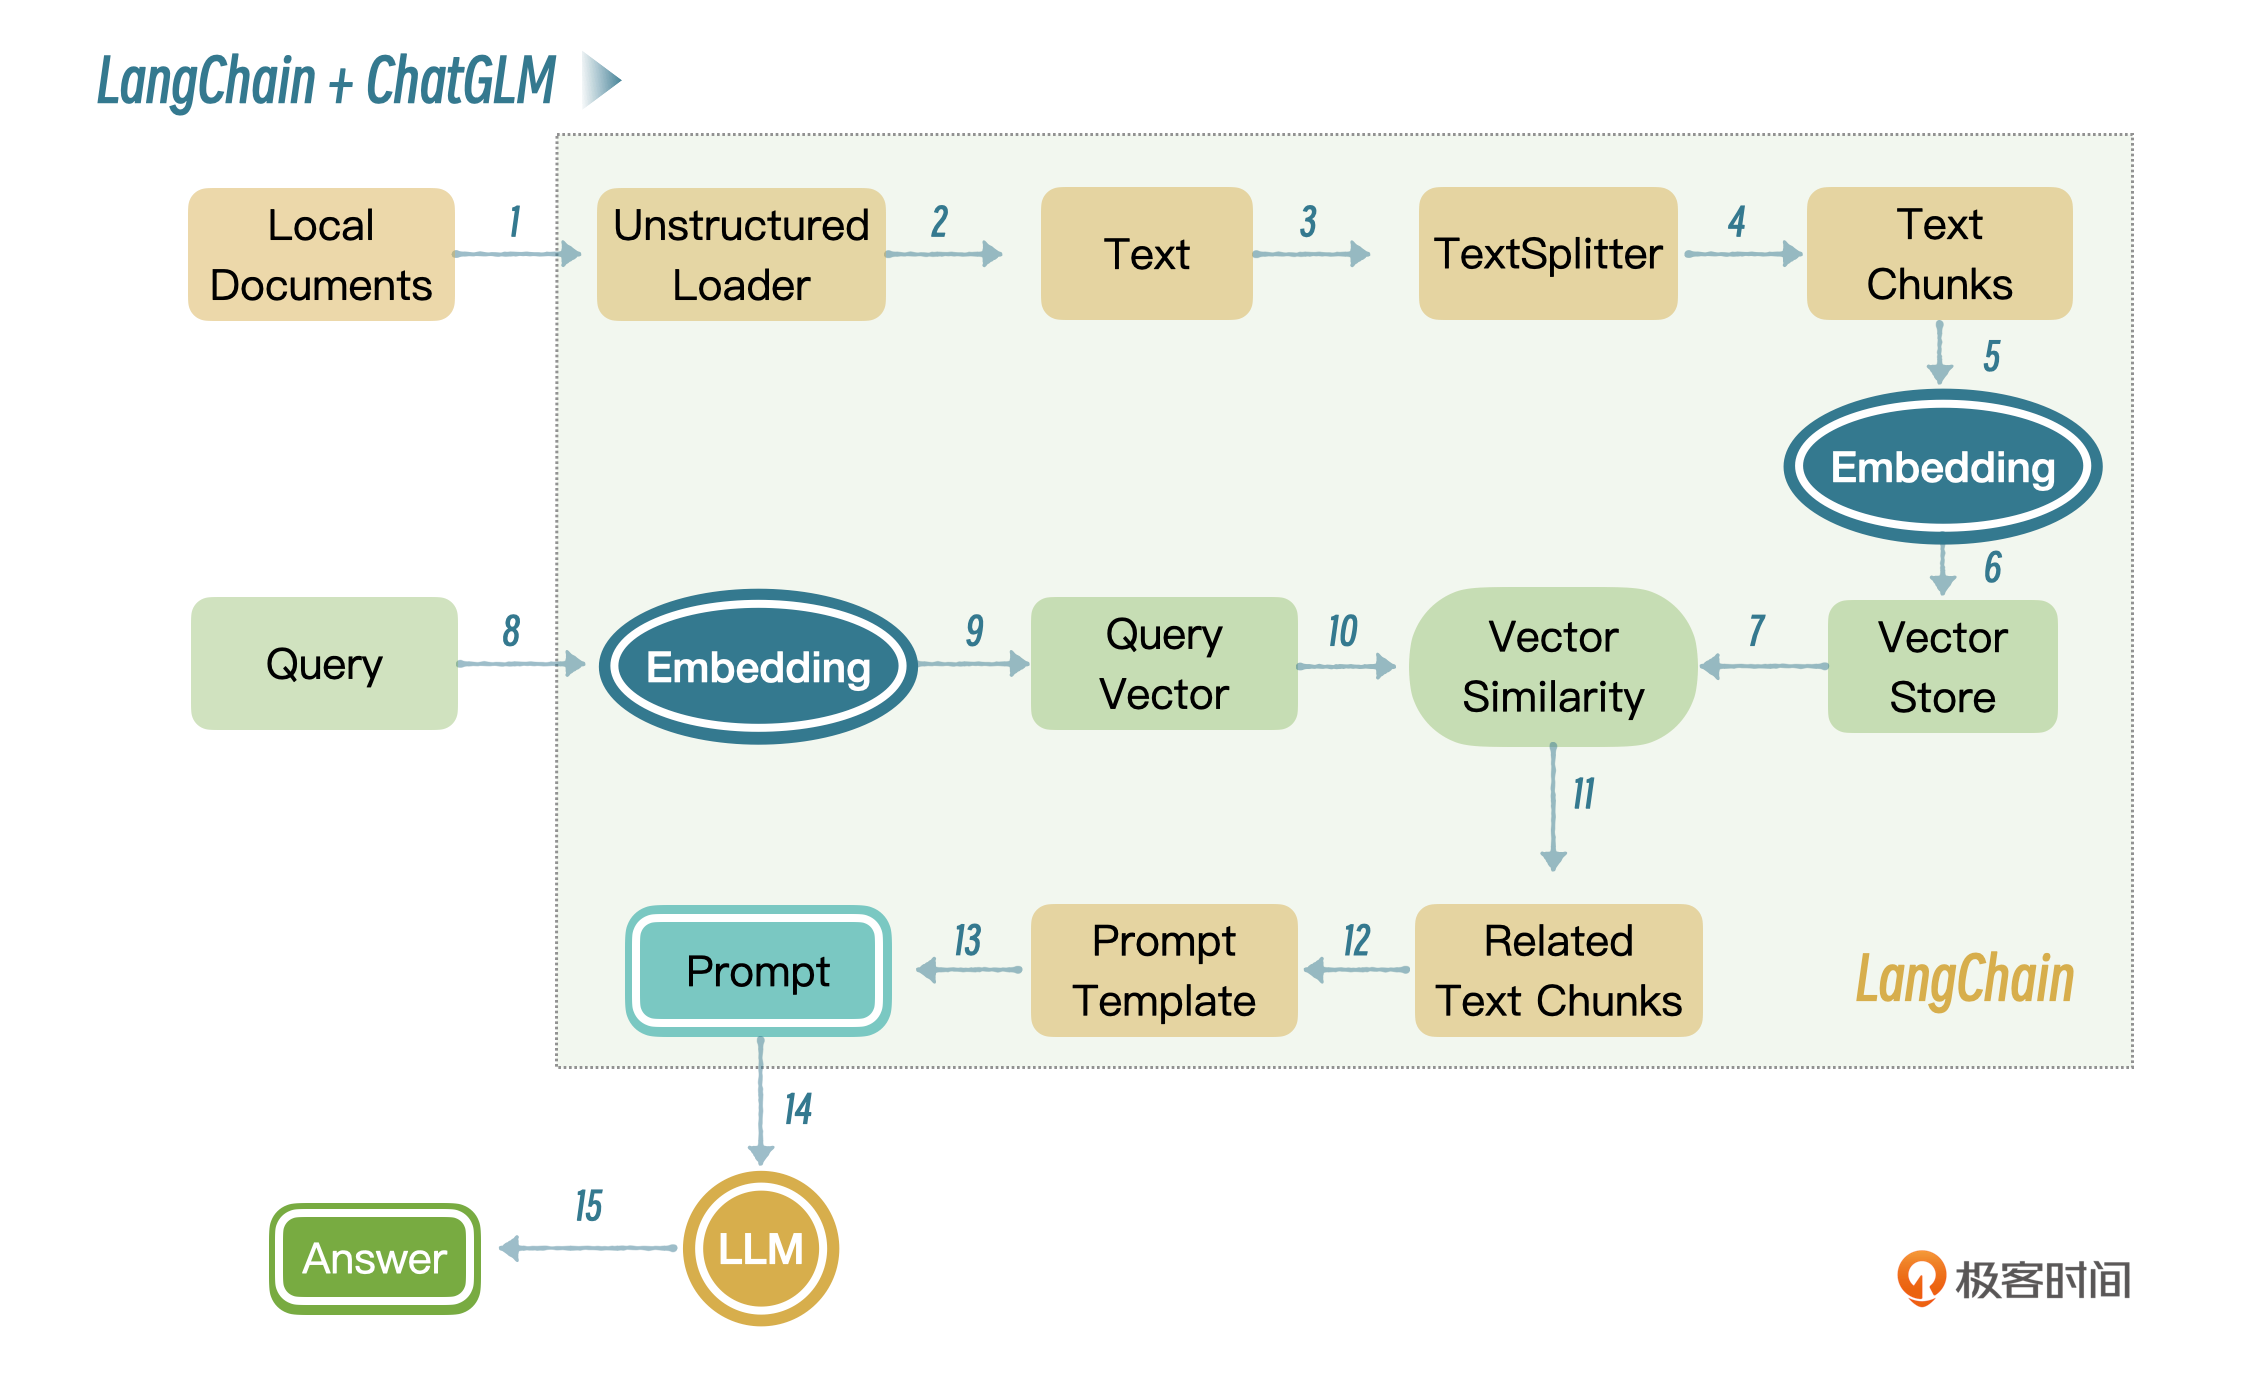 LangChain + ChatGLM
Local
Documents
1
Unstructured
Loader
2
Text
3
TextSplitter
4
Text
Chunks
5
Embedding
6
Query
8
Embedding
9
Query
Vector
10
Vector
Similarity
7
Vector
Store
11
Prompt
13
Prompt
Template
12
Related
Text Chunks
LangChain
14
LLM
15
Answer
极客时间